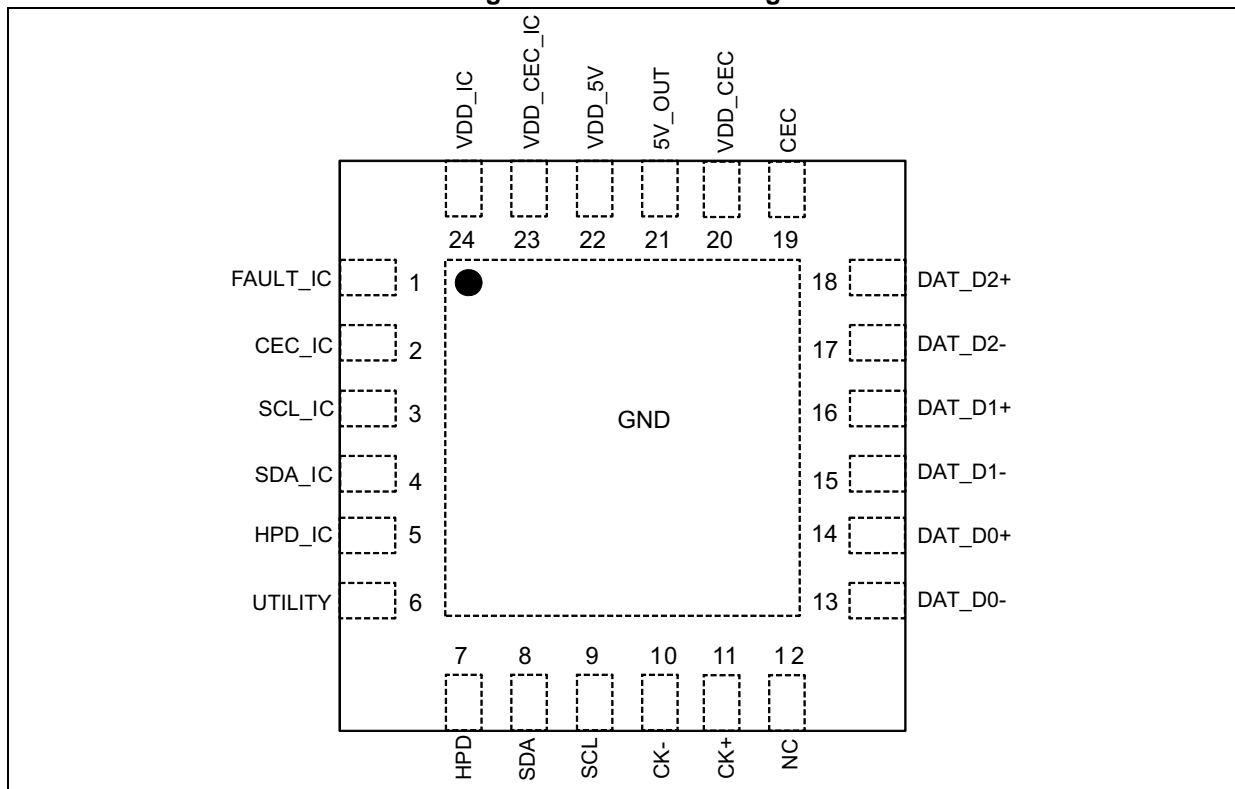 VDD_IC
VDD_CEC_IC
VDD_5V
5V_OUT
VDD_CEC
CEC
24 23 22 21 20 19
FAULT_IC 1 18 DAT_D2+
CEC_IC 2 17 DAT_D2-
SCL_IC 3 16 DAT_D1+
GND
SDA_IC 4 15 DAT_D1-
HPD_IC 5 14 DAT_D0+
UTILITY 6 13 DAT_D0-
7 8 9 10 11 12
HPD
SDA
SCL
CK-
CK+
NC